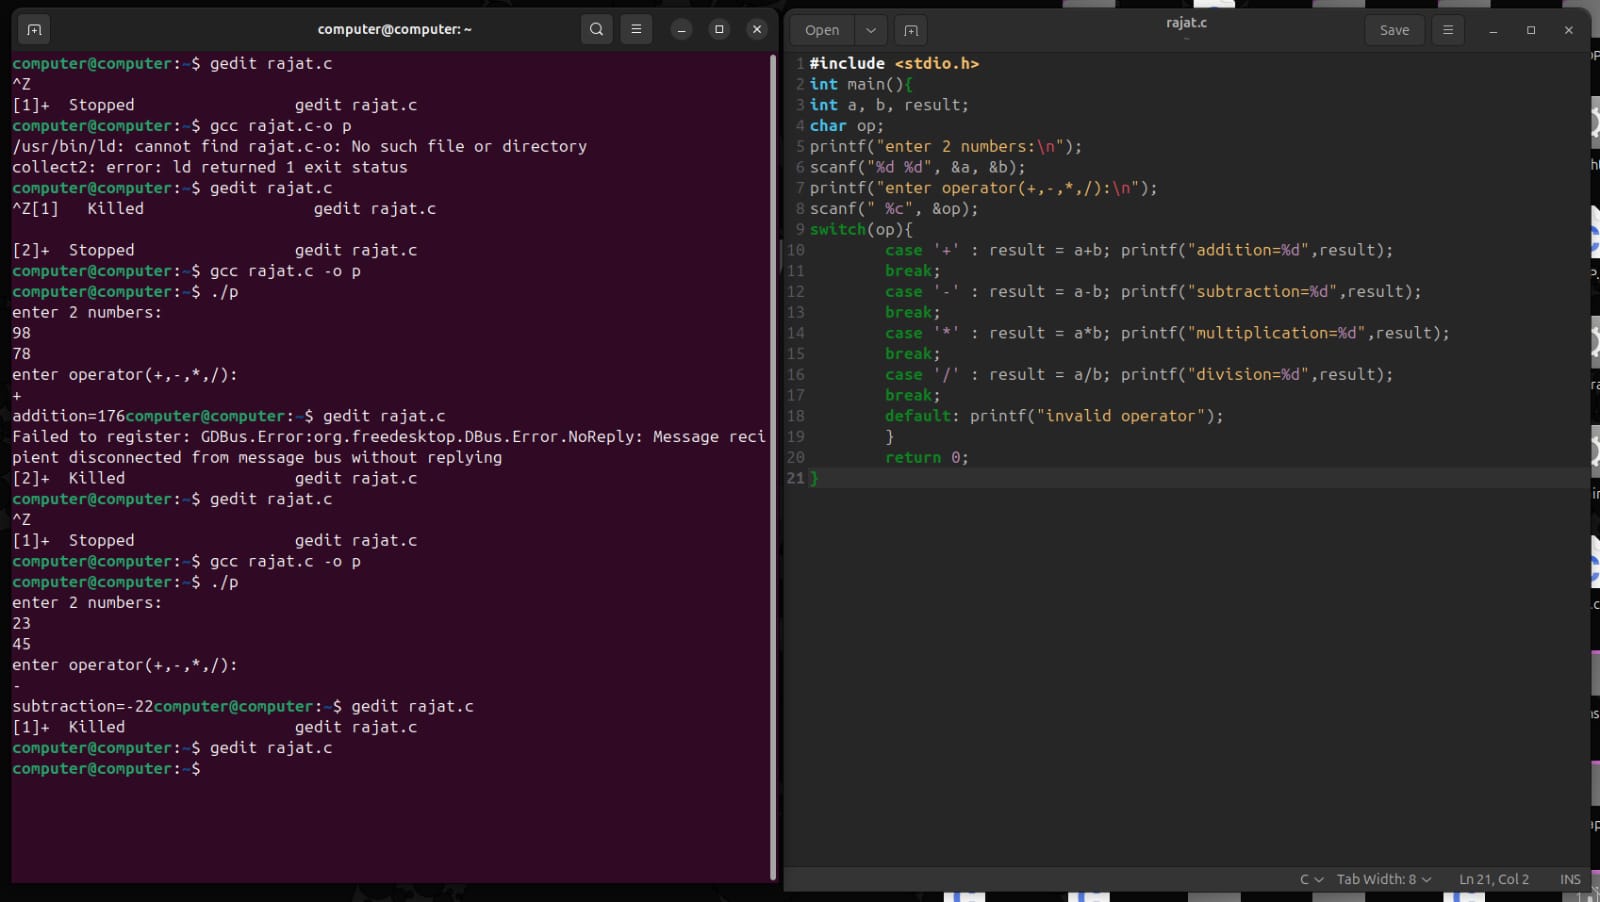 computer@computer: ~
computer@computer:~$ gedit rajat.c
^Z
[1]+  Stopped                 gedit rajat.c
computer@computer:~$ gcc rajat.c-o p
/usr/bin/ld: cannot find rajat.c-o: No such file or directory
collect2: error: ld returned 1 exit status
computer@computer:~$ gedit rajat.c
^Z[1]   Killed                  gedit rajat.c
[2]+  Stopped                 gedit rajat.c
computer@computer:~$ gcc rajat.c -o p
computer@computer:~$ ./p
enter 2 numbers:
98
78
enter operator(+,-,*,/):
+
addition=176computer@computer:~$ gedit rajat.c
Failed to register: GDBus.Error:org.freedesktop.DBus.Error.NoReply: Message reci
pient disconnected from message bus without replying
[2]+  Killed                  gedit rajat.c
computer@computer:~$ gedit rajat.c
^Z
[1]+  Stopped                 gedit rajat.c
computer@computer:~$ gcc rajat.c -o p
computer@computer:~$ ./p
enter 2 numbers:
23
45
enter operator(+,-,*,/):
-
subtraction=-22computer@computer:~$ gedit rajat.c
[1]+  Killed                  gedit rajat.c
computer@computer:~$ gedit rajat.c
computer@computer:~$
Open
rajat.c
~
Save
1 #include <stdio.h>
2 int main(){
3 int a, b, result;
4 char op;
5 printf("enter 2 numbers:\n");
6 scanf("%d %d", &a, &b);
7 printf("enter operator(+,-,*,/):\n");
8 scanf(" %c", &op);
9 switch(op){
10         case '+' : result = a+b; printf("addition=%d",result);
11         break;
12         case '-' : result = a-b; printf("subtraction=%d",result);
13         break;
14         case '*' : result = a*b; printf("multiplication=%d",result);
15         break;
16         case '/' : result = a/b; printf("division=%d",result);
17         break;
18         default: printf("invalid operator");
19         }
20         return 0;
21 }
C
Tab Width: 8
Ln 21, Col 2
INS